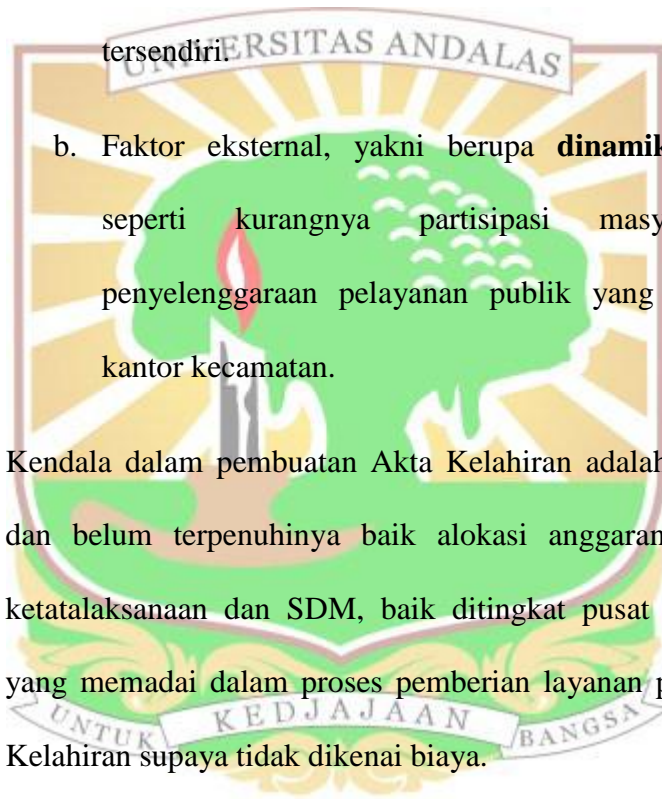 UNIVERSITAS ANDALAS
tersendiri.
b. Faktor eksternal, yakni berupa
seperti kurangnya partisipasi
penyelenggaraan pelayanan publik yang
kantor kecamatan.
Kendala dalam pembuatan Akta Kelahiran adalah
dan belum terpenuhinya baik alokasi anggaran
ketatalaksanaan dan SDM, baik ditingkat pusat
yang memadai dalam proses pemberian layanan
UNTUK KEDJAJAAN BANGSA
Kelahiran supaya tidak dikenai biaya.